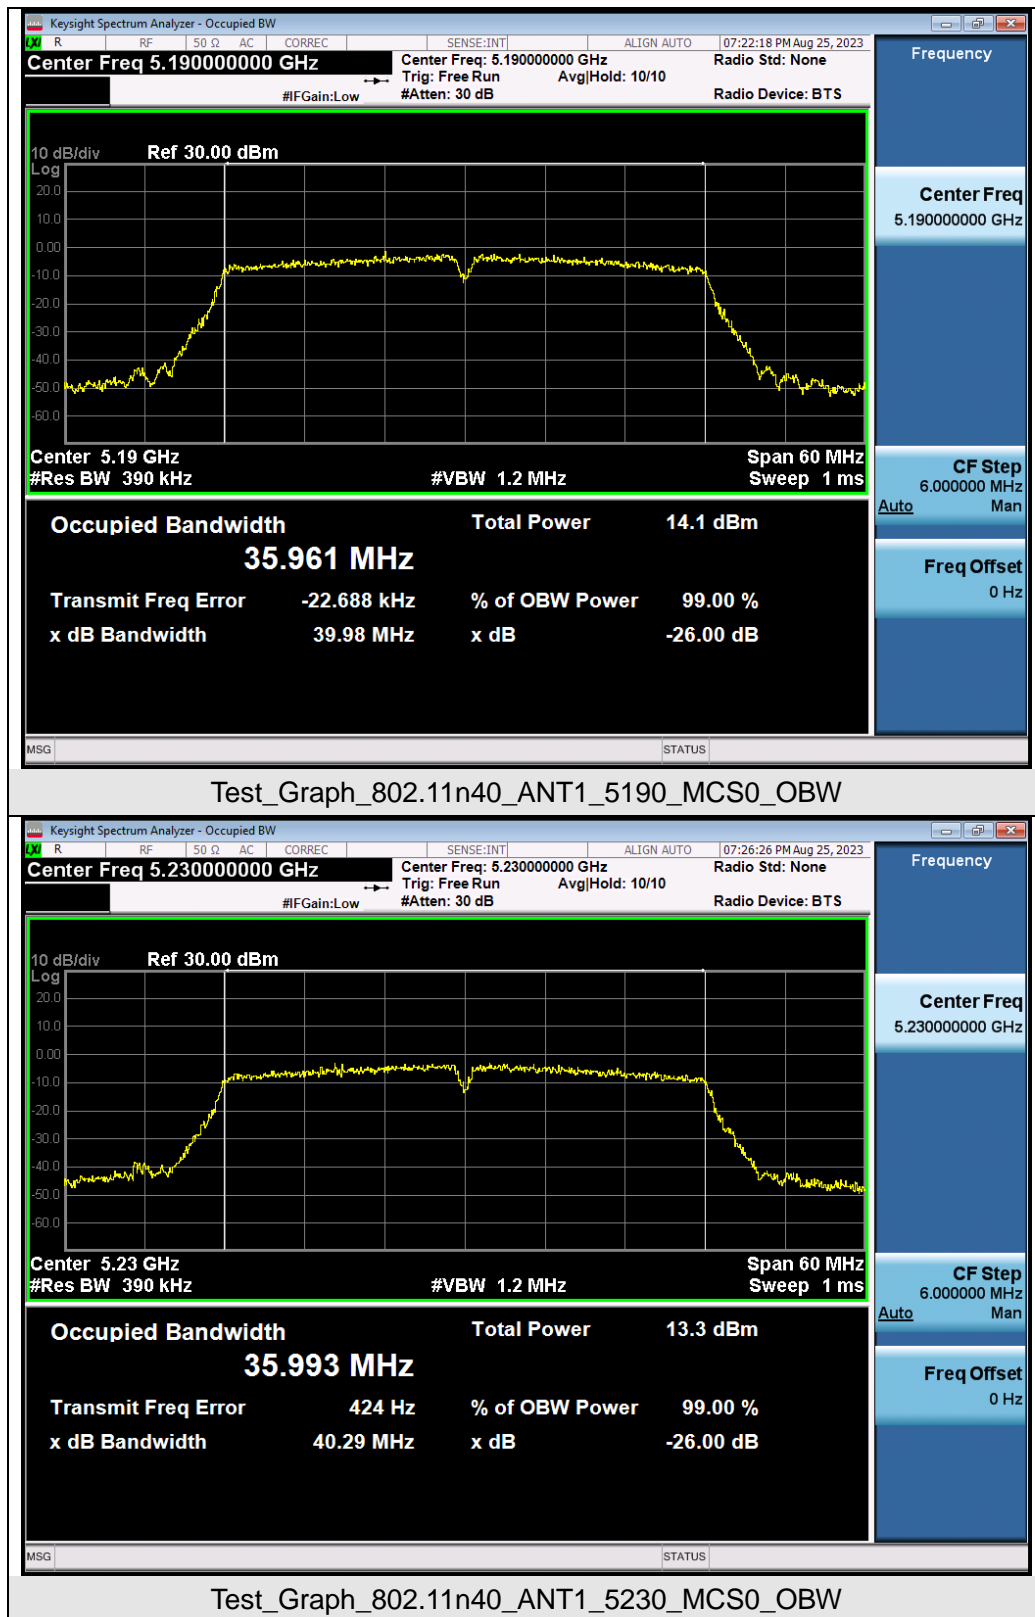 Keysight Spectrum Analyzer - Occupied BW
LXI R RF 50 Ω AC CORREC SENSE:INT ALIGN AUTO 07:22:18 PM Aug 25, 2023
Center Freq 5.190000000 GHz
Center Freq: 5.190000000 GHz Radio Std: None
Trig: Free Run Avg|Hold: 10/10
#IFGain:Low #Atten: 30 dB Radio Device: BTS
Frequency
10 dB/div Ref 30.00 dBm
Log
20.0
10.0
0.00
-10.0
-20.0
-30.0
-40.0
-50.0
-60.0
Center 5.19 GHz Span 60 MHz
#Res BW 390 kHz #VBW 1.2 MHz Sweep 1 ms
Center Freq
5.190000000 GHz
CF Step
6.000000 MHz
Auto Man
Freq Offset
0 Hz
Occupied Bandwidth Total Power 14.1 dBm
35.961 MHz
Transmit Freq Error -22.688 kHz % of OBW Power 99.00 %
x dB Bandwidth 39.98 MHz x dB -26.00 dB
MSG STATUS
Test_Graph_802.11n40_ANT1_5190_MCS0_OBW
Keysight Spectrum Analyzer - Occupied BW
LXI R RF 50 Ω AC CORREC SENSE:INT ALIGN AUTO 07:26:26 PM Aug 25, 2023
Center Freq 5.230000000 GHz
Center Freq: 5.230000000 GHz Radio Std: None
Trig: Free Run Avg|Hold: 10/10
#IFGain:Low #Atten: 30 dB Radio Device: BTS
Frequency
10 dB/div Ref 30.00 dBm
Log
20.0
10.0
0.00
-10.0
-20.0
-30.0
-40.0
-50.0
-60.0
Center 5.23 GHz Span 60 MHz
#Res BW 390 kHz #VBW 1.2 MHz Sweep 1 ms
Center Freq
5.230000000 GHz
CF Step
6.000000 MHz
Auto Man
Freq Offset
0 Hz
Occupied Bandwidth Total Power 13.3 dBm
35.993 MHz
Transmit Freq Error 424 Hz % of OBW Power 99.00 %
x dB Bandwidth 40.29 MHz x dB -26.00 dB
MSG STATUS
Test_Graph_802.11n40_ANT1_5230_MCS0_OBW